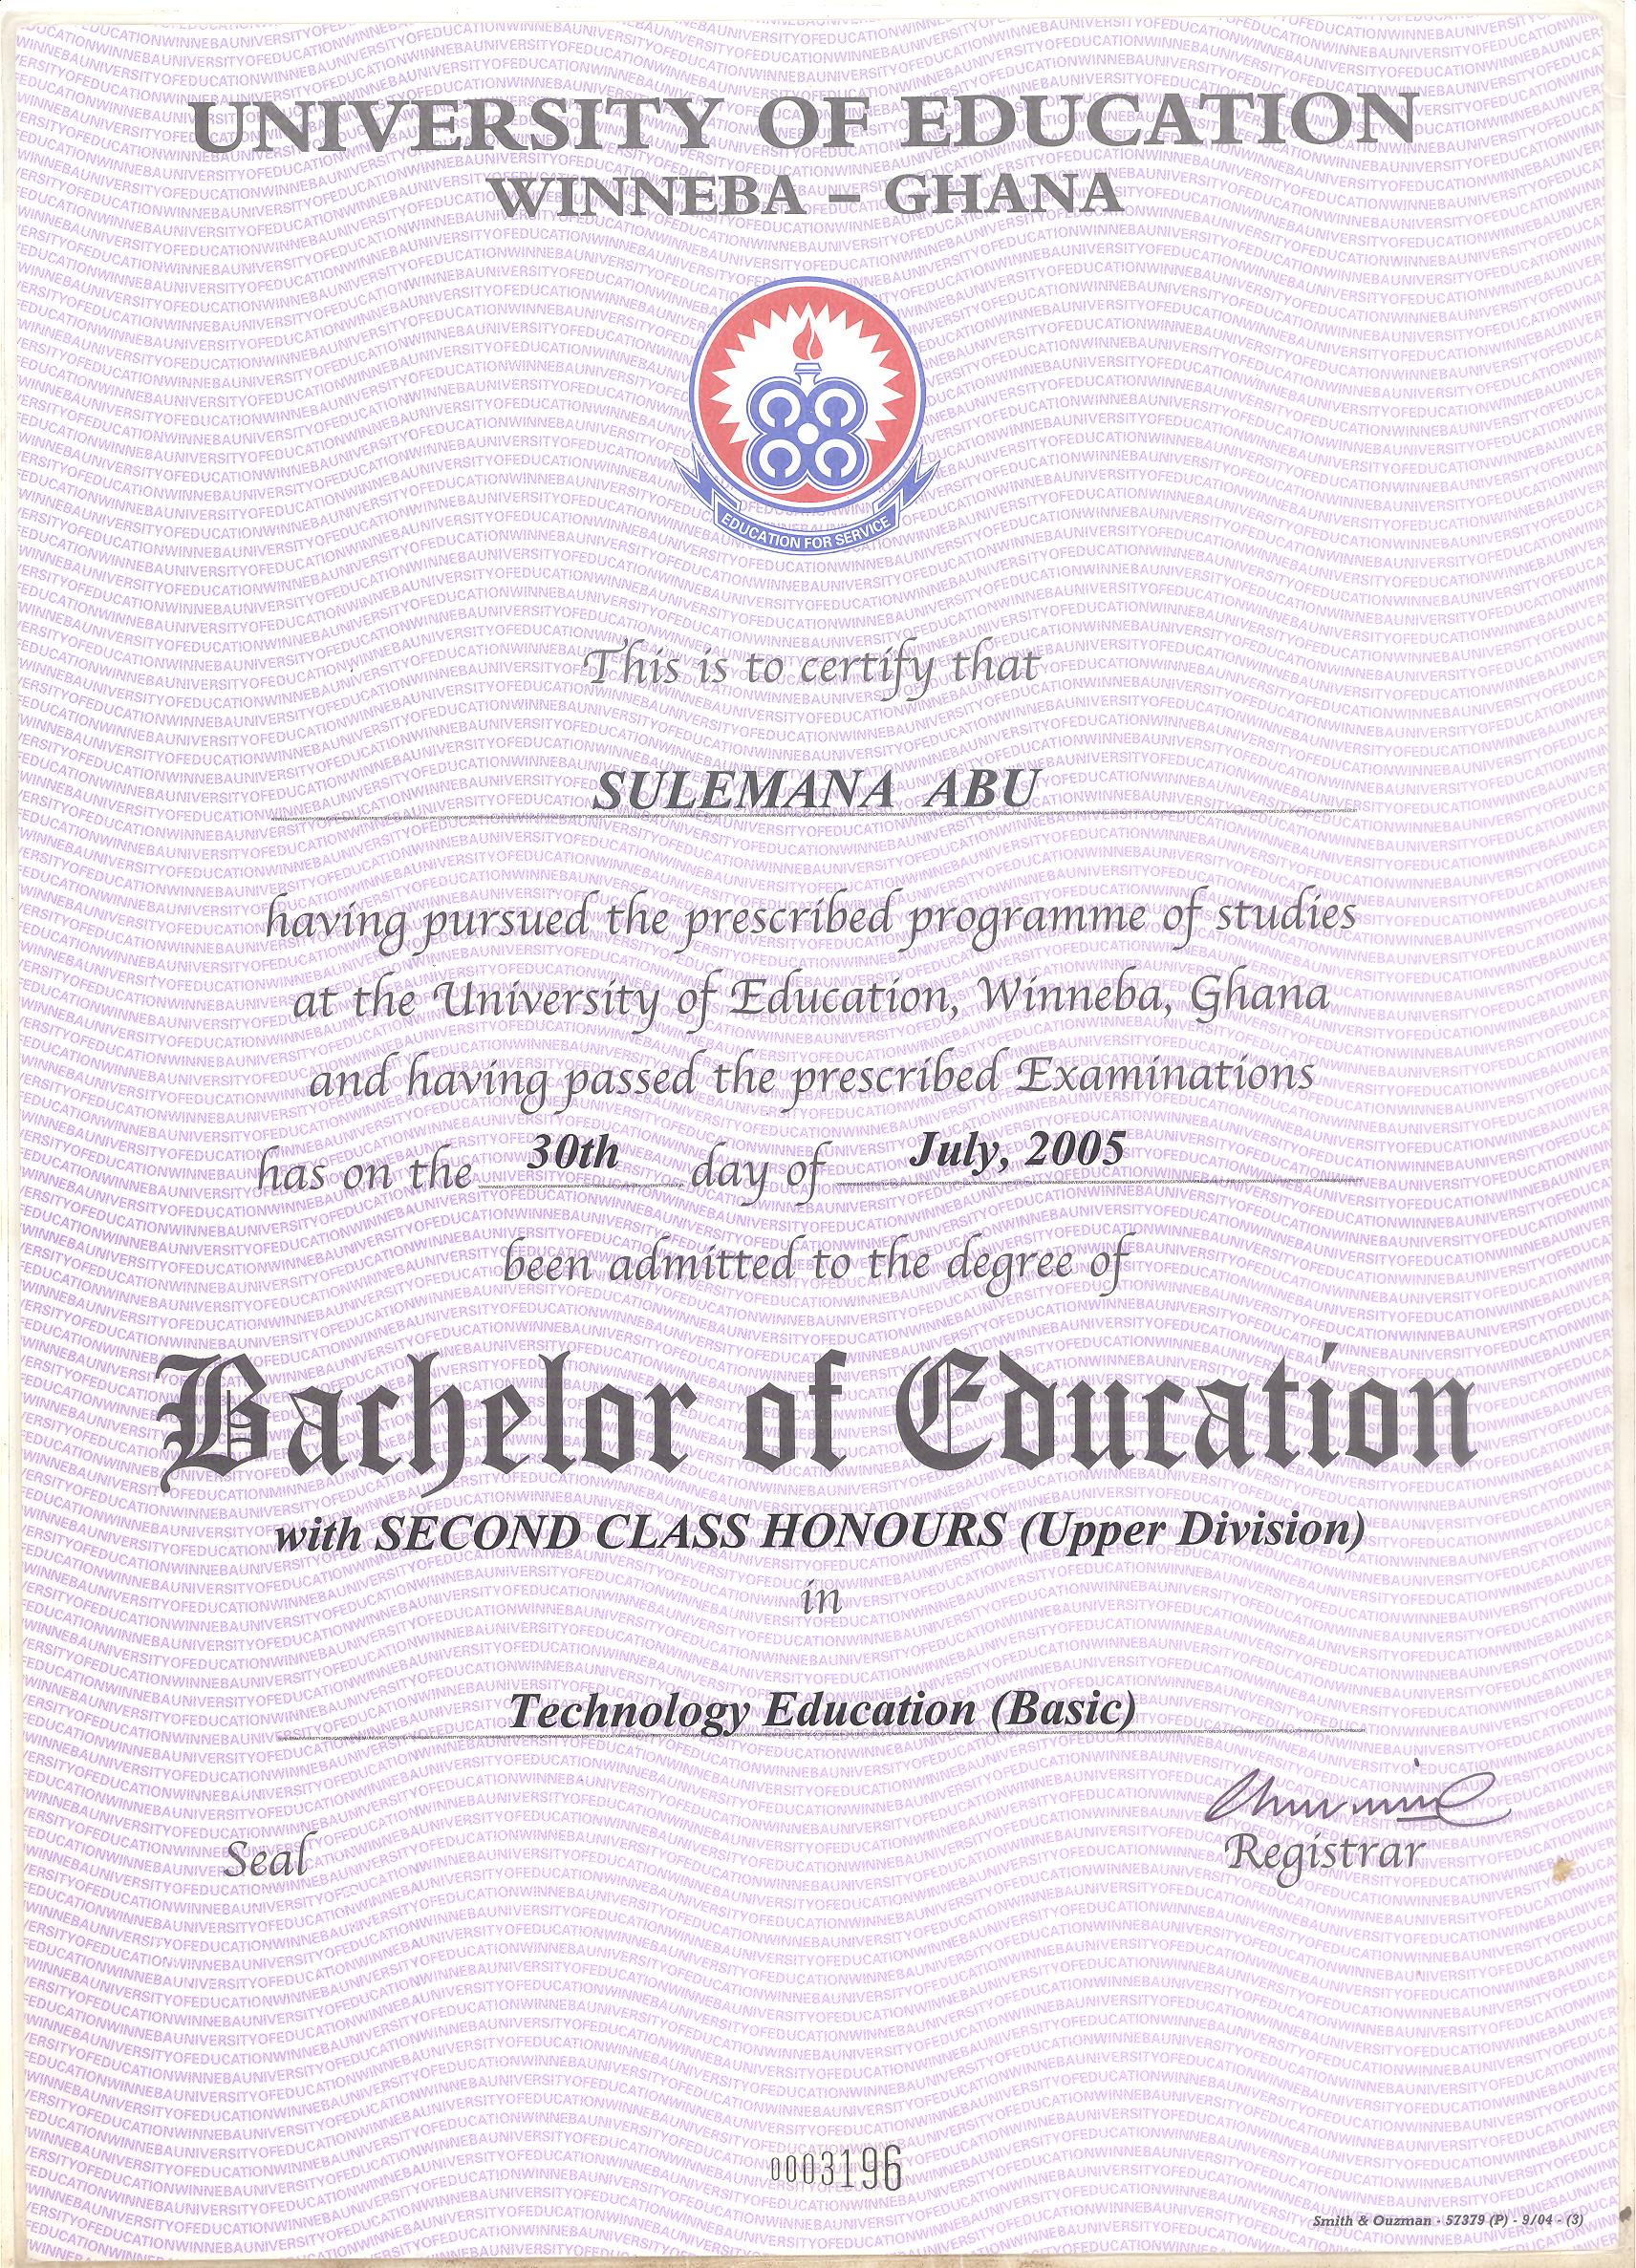 UNIVERSITY OF EDUCATION
WINNEBA – GHANA
EDUCATION FOR SERVICE
This is to certify that
SULEMANA ABU
having pursued the prescribed programme of studies
at the University of Education, Winneba, Ghana
and having passed the prescribed Examinations
has on the 30th day of July, 2005
been admitted to the degree of
Bachelor of Education
with SECOND CLASS HONOURS (Upper Division)
in
Technology Education (Basic)
Seal
Registrar
0003196
Smith & Ouzman - 57379 (P) - 9/04 - (3)